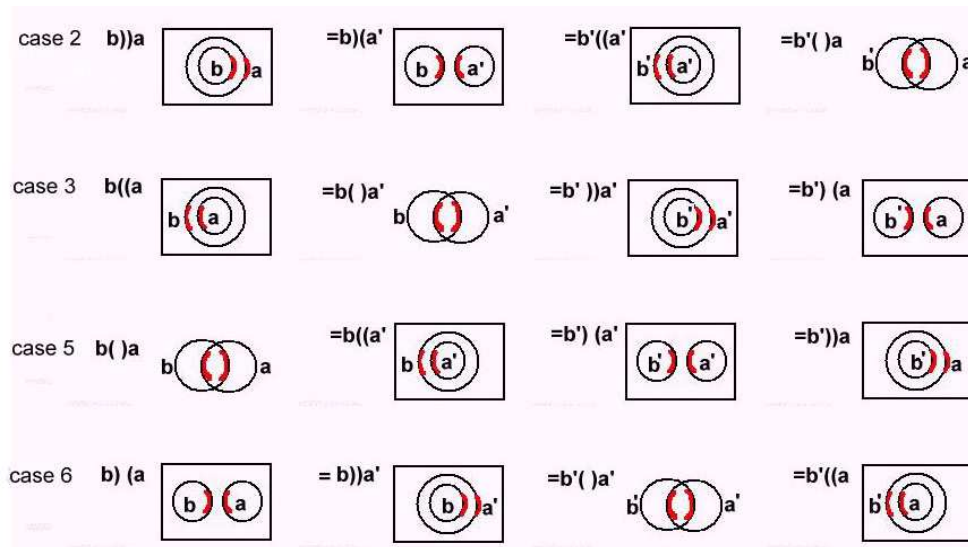 case 2 b))a b a =b)(a' b a' =b'((a' b' a' =b'( )a b' a
case 3 b((a b a =b( )a' b a' =b' ))a' b' a' =b') (a b' a
case 5 b( )a b a =b((a' b a' =b') (a' b' a' =b'))a b' a
case 6 b) (a b a = b))a' b a' =b'( )a' b' a' =b'((a b' a